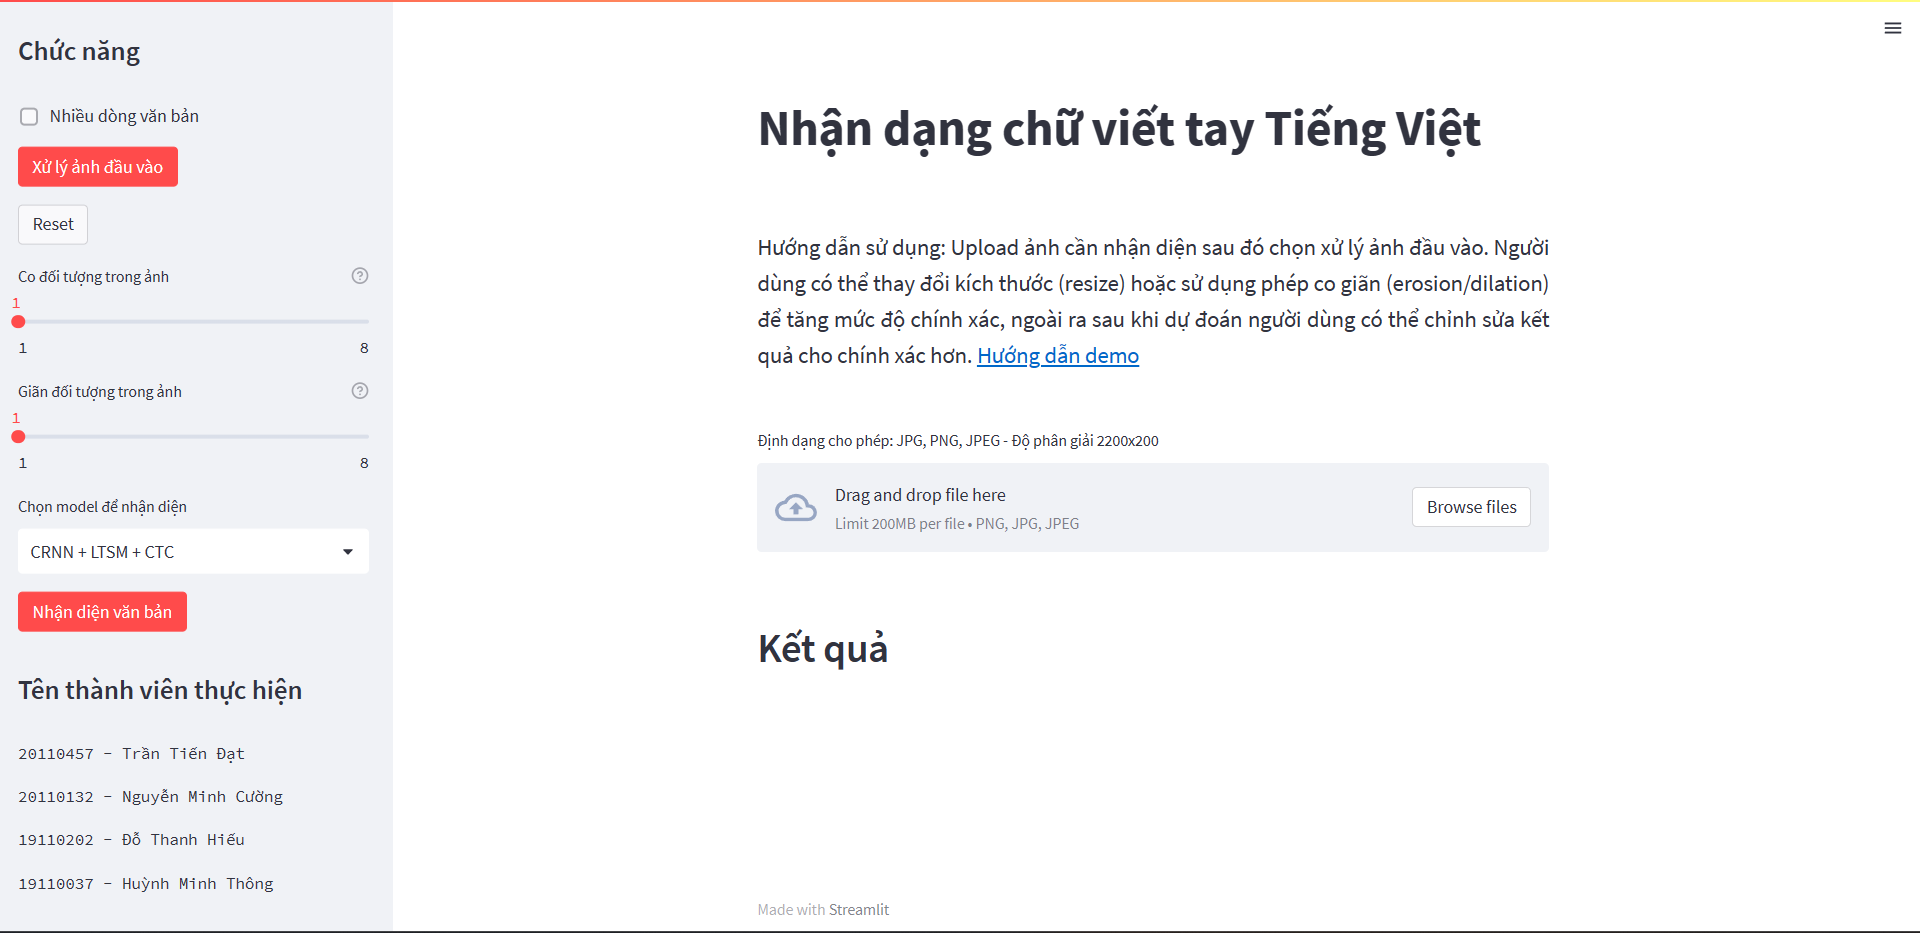 Chức năng
Nhiều dòng văn bản
Xử lý ảnh đầu vào
Reset
Co đối tượng trong ảnh
1
1 8
Giãn đối tượng trong ảnh
1
1 8
Chọn model để nhận diện
CRNN + LTSM + CTC
Nhận diện văn bản
Tên thành viên thực hiện
20110457 - Trần Tiến Đạt
20110132 - Nguyễn Minh Cường
19110202 - Đỗ Thanh Hiếu
19110037 - Huỳnh Minh Thông
Nhận dạng chữ viết tay Tiếng Việt
Hướng dẫn sử dụng: Upload ảnh cần nhận diện sau đó chọn xử lý ảnh đầu vào. Người
dùng có thể thay đổi kích thước (resize) hoặc sử dụng phép co giãn (erosion/dilation)
để tăng mức độ chính xác, ngoài ra sau khi dự đoán người dùng có thể chỉnh sửa kết
quả cho chính xác hơn. Hướng dẫn demo
Định dạng cho phép: JPG, PNG, JPEG - Độ phân giải 2200x200
Drag and drop file here
Limit 200MB per file • PNG, JPG, JPEG
Browse files
Kết quả
Made with Streamlit